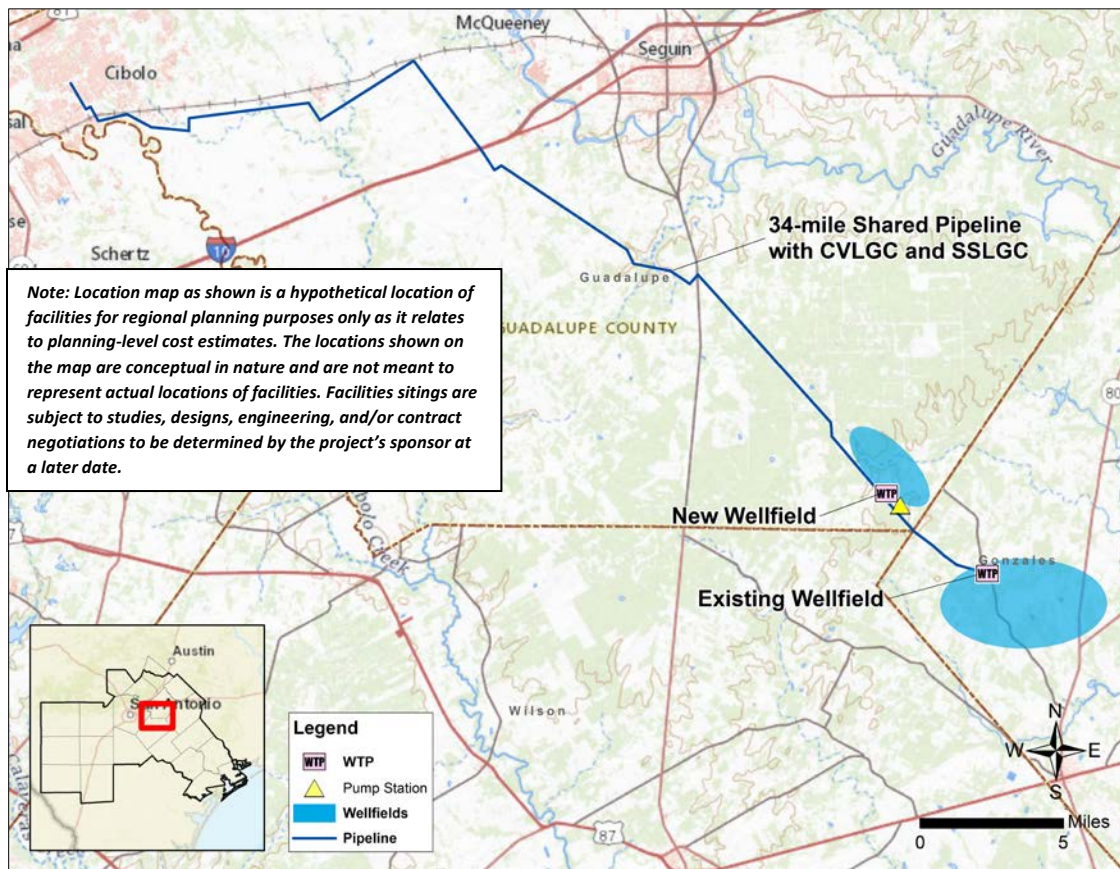 81
McQueeney
Seguin
Cibolo
Guadalupe River
34-mile Shared Pipeline
with CVLGC and SSLGC
Schertz
10
Guadalupe
GUADALUPE COUNTY
Note: Location map as shown is a hypothetical location of
facilities for regional planning purposes only as it relates
to planning-level cost estimates. The locations shown on
the map are conceptual in nature and are not meant to
represent actual locations of facilities. Facilities sitings are
subject to studies, designs, engineering, and/or contract
negotiations to be determined by the project's sponsor at
a later date.
80
WTP
New Wellfield
bolo Creek
Gonzales
WTP
Existing Wellfield
Austin
San Antonio
Wilson
Calaveras
87
Legend
WTP WTP
Pump Station
Wellfields
Pipeline
N
W E
S
Miles
0 5